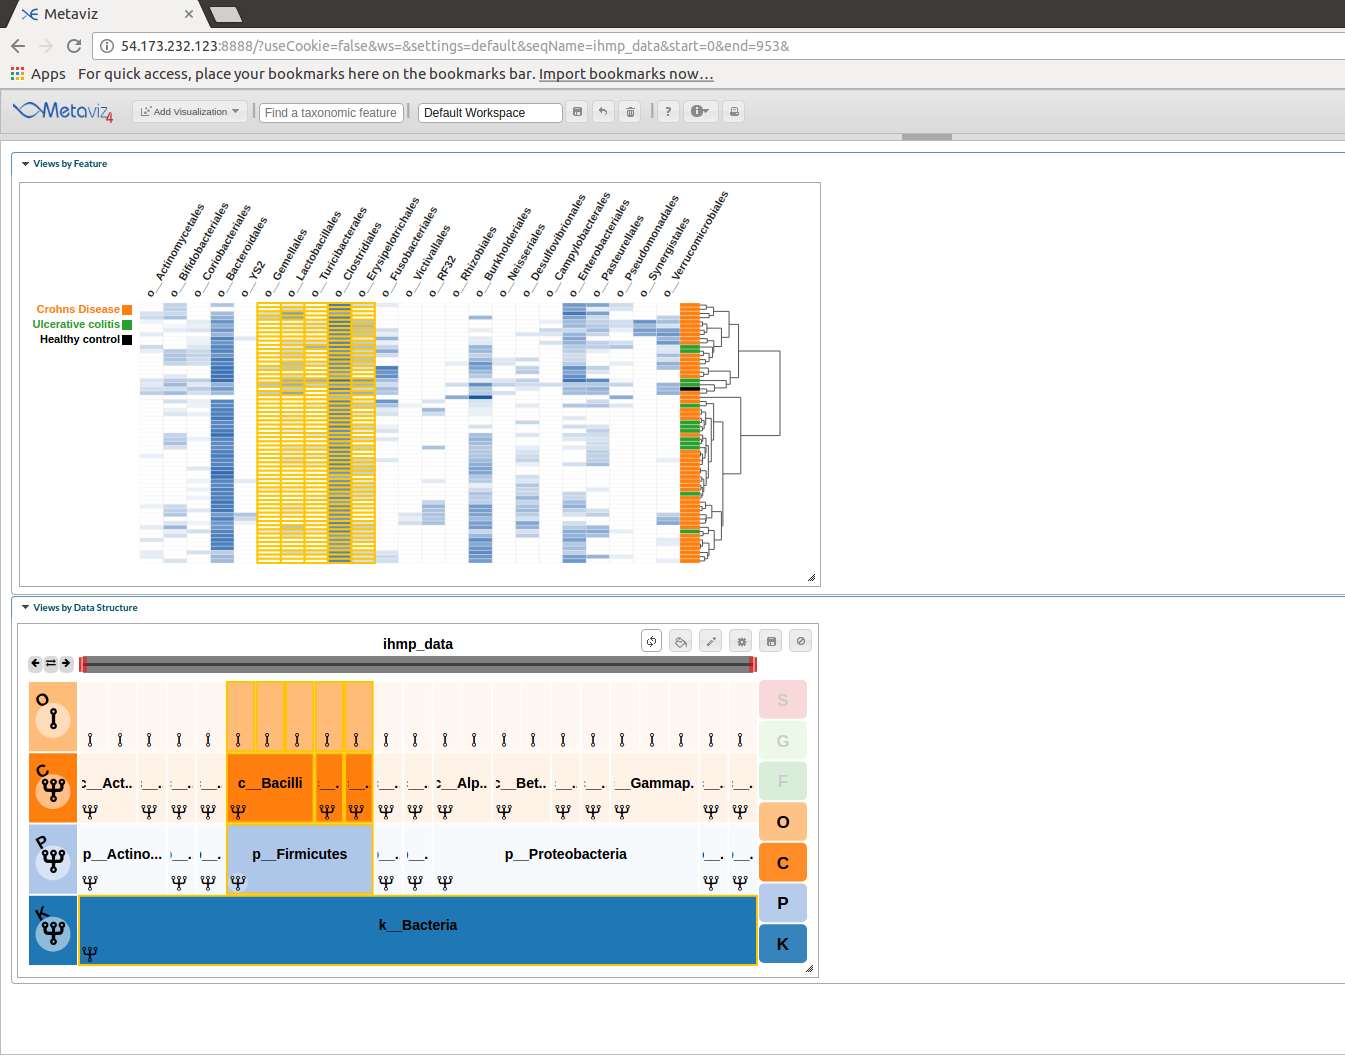 Metaviz
54.173.232.123:8888/?useCookie=false&ws=&settings=default&seqName=ihmp_data&start=0&end=953&
Apps For quick access, place your bookmarks here on the bookmarks bar. Import bookmarks now…
Metaviz4 Add Visualization Find a taxonomic feature Default Workspace ? i
Views by Feature
o__Actinomycetales
o__Bifidobacteriales
o__Coriobacteriales
o__Bacteroidales
o__YS2
o__Gemellales
o__Lactobacillales
o__Turicibacterales
o__Clostridiales
o__Erysipelotrichales
o__Fusobacteriales
o__Victivallales
o__RF32
o__Rhizobiales
o__Burkholderiales
o__Neisseriales
o__Desulfovibrionales
o__Campylobacterales
o__Enterobacteriales
o__Pasteurellales
o__Pseudomonadales
o__Synergistales
o__Verrucomicrobiales
Crohns Disease
Ulcerative colitis
Healthy control
Views by Data Structure
ihmp_data
O S
G
C c__Act.. c__Bacilli c__Alp.. c__Bet.. __Gammap. F
O
P p__Actino... p__Firmicutes p__Proteobacteria C
P
K k__Bacteria K